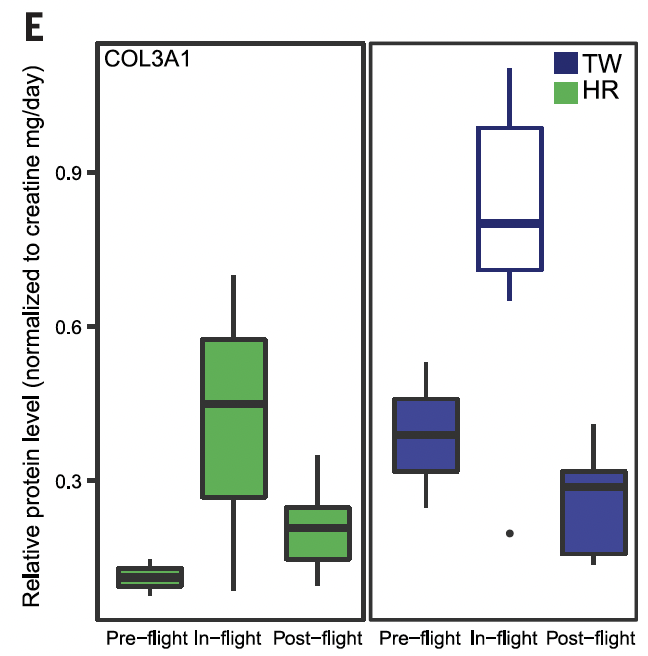 E
COL3A1
TW
HR
Relative protein level (normalized to creatine mg/day)
0.9
0.6
0.3
Pre−flight In−flight Post−flight Pre−flight In−flight Post−flight